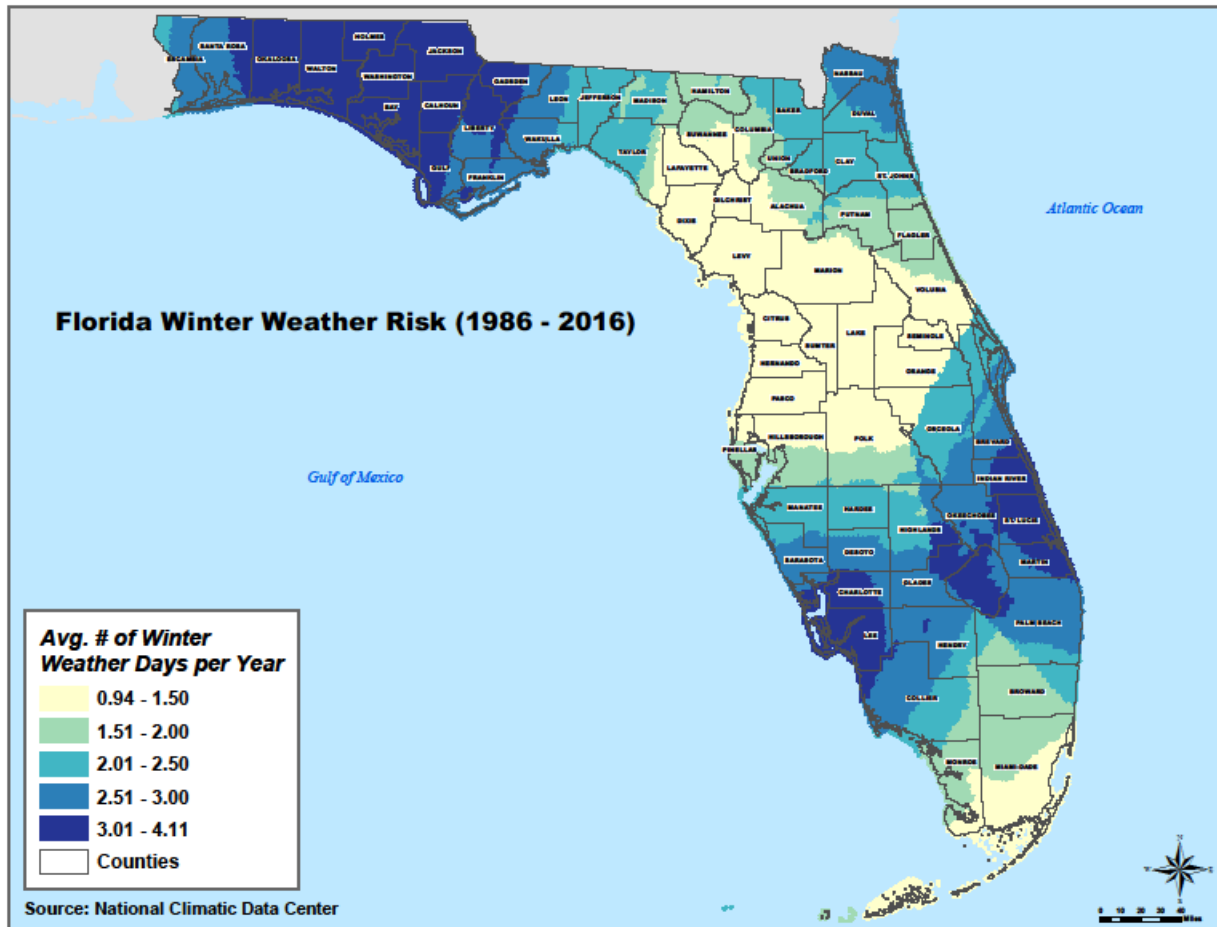 HOLMES
SANTA ROSA
JACKSON
ESCAMBIA
OKALOOSA
WALTON
WASHINGTON
GADSDEN
NASSAU
BAY
CALHOUN
LEON
JEFFERSON
MADISON
HAMILTON
BAKER
DUVAL
LIBERTY
WAKULLA
SUWANNEE
COLUMBIA
TAYLOR
UNION
CLAY
GULF
FRANKLIN
LAFAYETTE
BRADFORD
ST. JOHNS
GILCHRIST
ALACHUA
PUTNAM
Atlantic Ocean
DIXIE
FLAGLER
LEVY
MARION
VOLUSIA
Florida Winter Weather Risk (1986 - 2016)
CITRUS
LAKE
SEMINOLE
SUMTER
HERNANDO
ORANGE
PASCO
OSCEOLA
HILLSBOROUGH
POLK
BREVARD
PINELLAS
Gulf of Mexico
INDIAN RIVER
MANATEE
HARDEE
OKEECHOBEE
ST LUCIE
HIGHLANDS
SARASOTA
DESOTO
MARTIN
GLADES
CHARLOTTE
PALM BEACH
LEE
HENDRY
BROWARD
COLLIER
MONROE
MIAMI-DADE
Avg. # of Winter
Weather Days per Year
0.94 - 1.50
1.51 - 2.00
2.01 - 2.50
2.51 - 3.00
3.01 - 4.11
Counties
Source: National Climatic Data Center
N
W
E
S
0 10 20 30 40
Miles